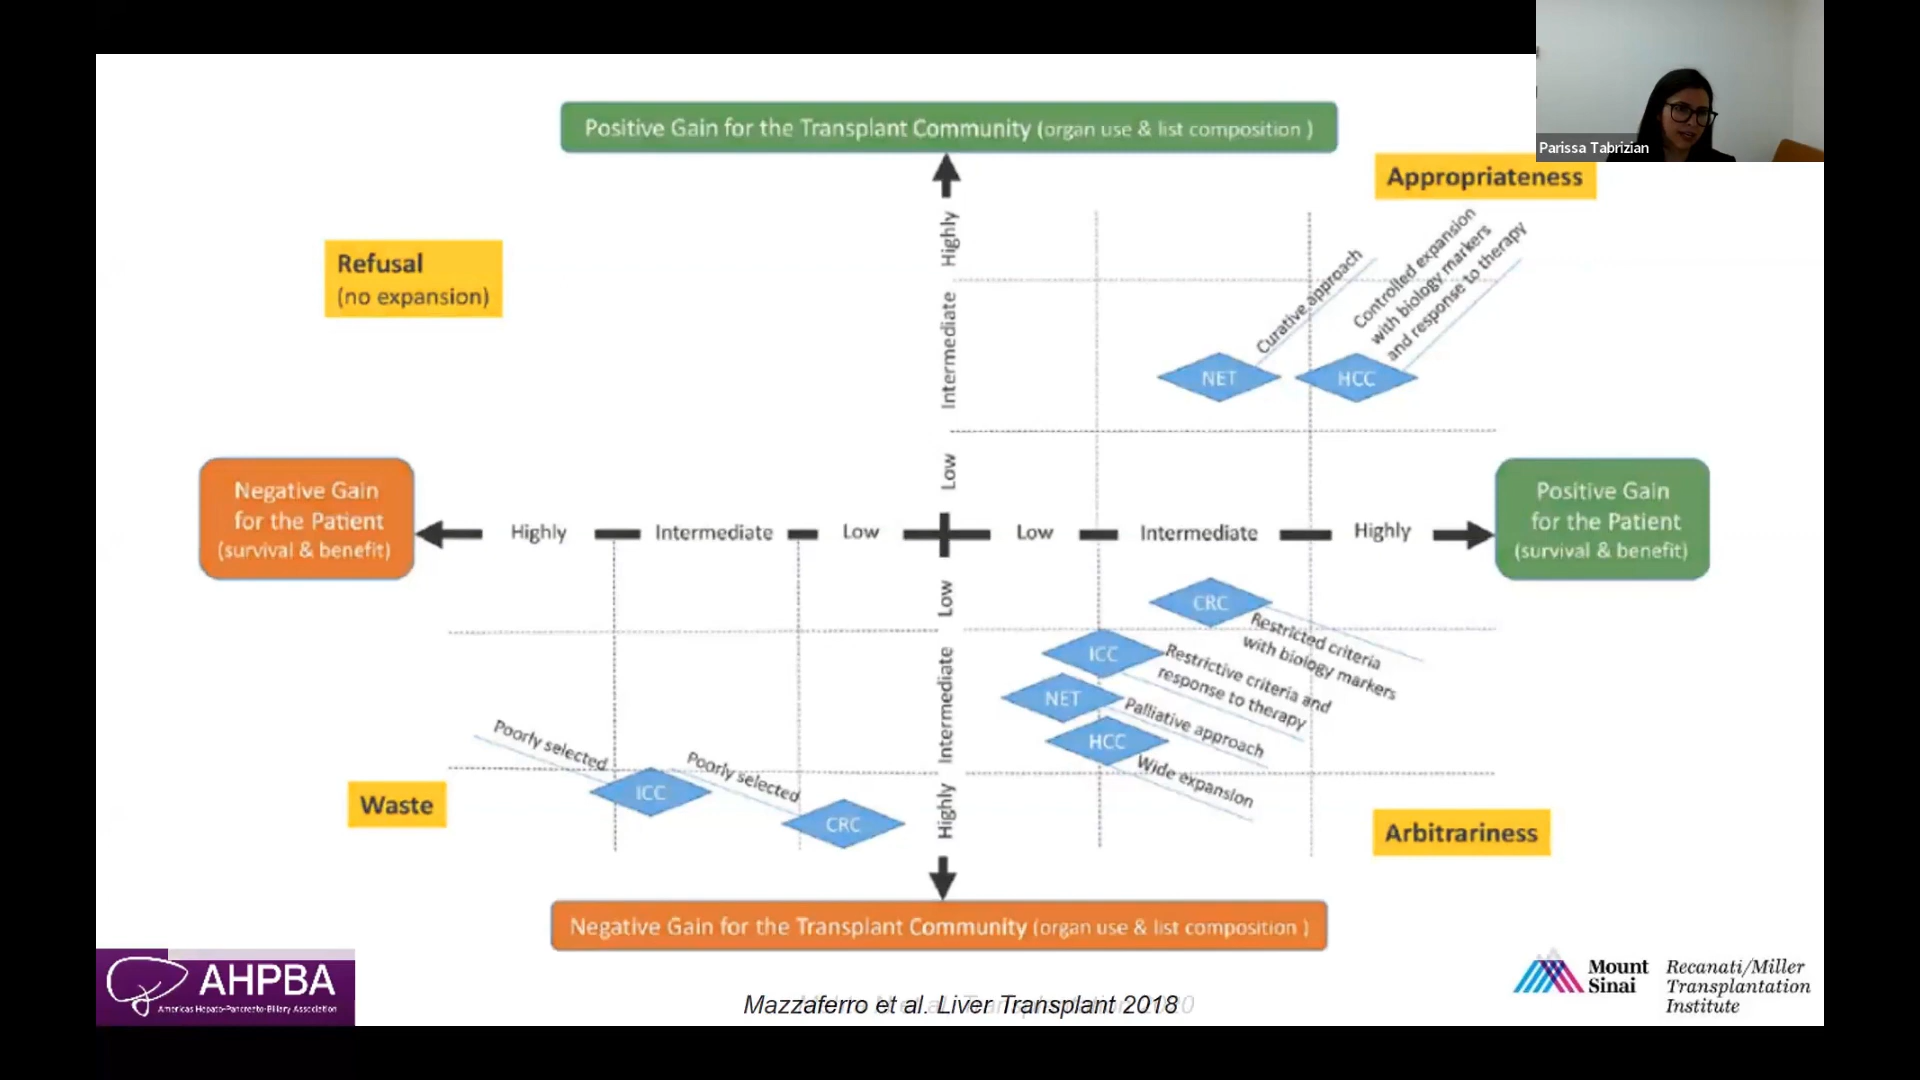 Parissa Tabrizian
Positive Gain for the Transplant Community (organ use & list composition )
Appropriateness
Refusal
(no expansion)
Highly
Intermediate
Low
Curative approach
Controlled expansion
with biology markers
and response to therapy
NET
HCC
Negative Gain
for the Patient
(survival & benefit)
Highly
Intermediate
Low
Low
Intermediate
Highly
Positive Gain
for the Patient
(survival & benefit)
Low
Intermediate
Highly
CRC
Restricted criteria
with biology markers
ICC
Restrictive criteria and
response to therapy
NET
Palliative approach
HCC
Wide expansion
Poorly selected
ICC
Poorly selected
CRC
Waste
Arbitrariness
Negative Gain for the Transplant Community (organ use & list composition )
AHPBA
Americas Hepato-Pancreato-Biliary Association
Mazzaferro et al. Liver Transplant 2018
Mount
Sinai
Recanati/Miller
Transplantation
Institute